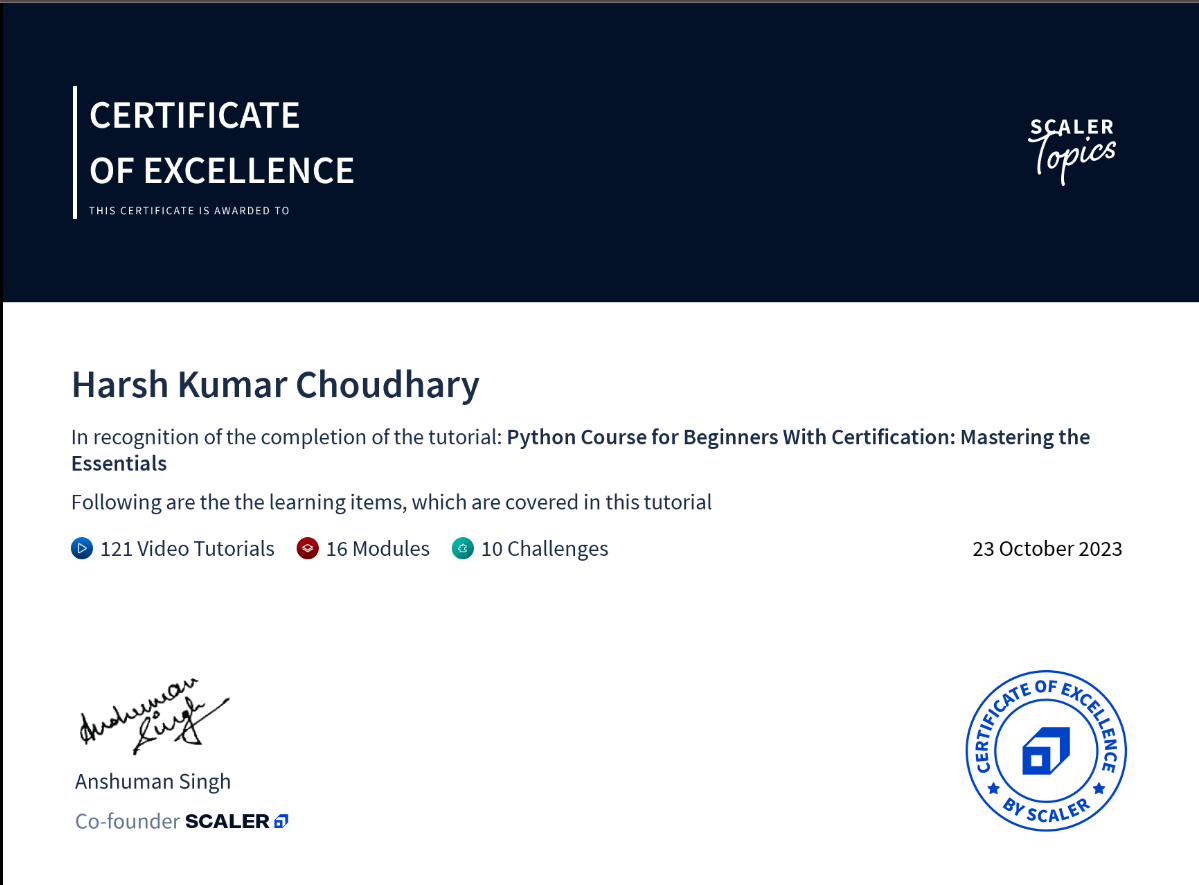 CERTIFICATE
OF EXCELLENCE
THIS CERTIFICATE IS AWARDED TO
SCALER
Topics
Harsh Kumar Choudhary
In recognition of the completion of the tutorial: Python Course for Beginners With Certification: Mastering the
Essentials
Following are the the learning items, which are covered in this tutorial
121 Video Tutorials 16 Modules 10 Challenges 23 October 2023
Anshuman
Singh
Anshuman Singh
Co-founder SCALER
CERTIFICATE OF EXCELLENCE
BY SCALER